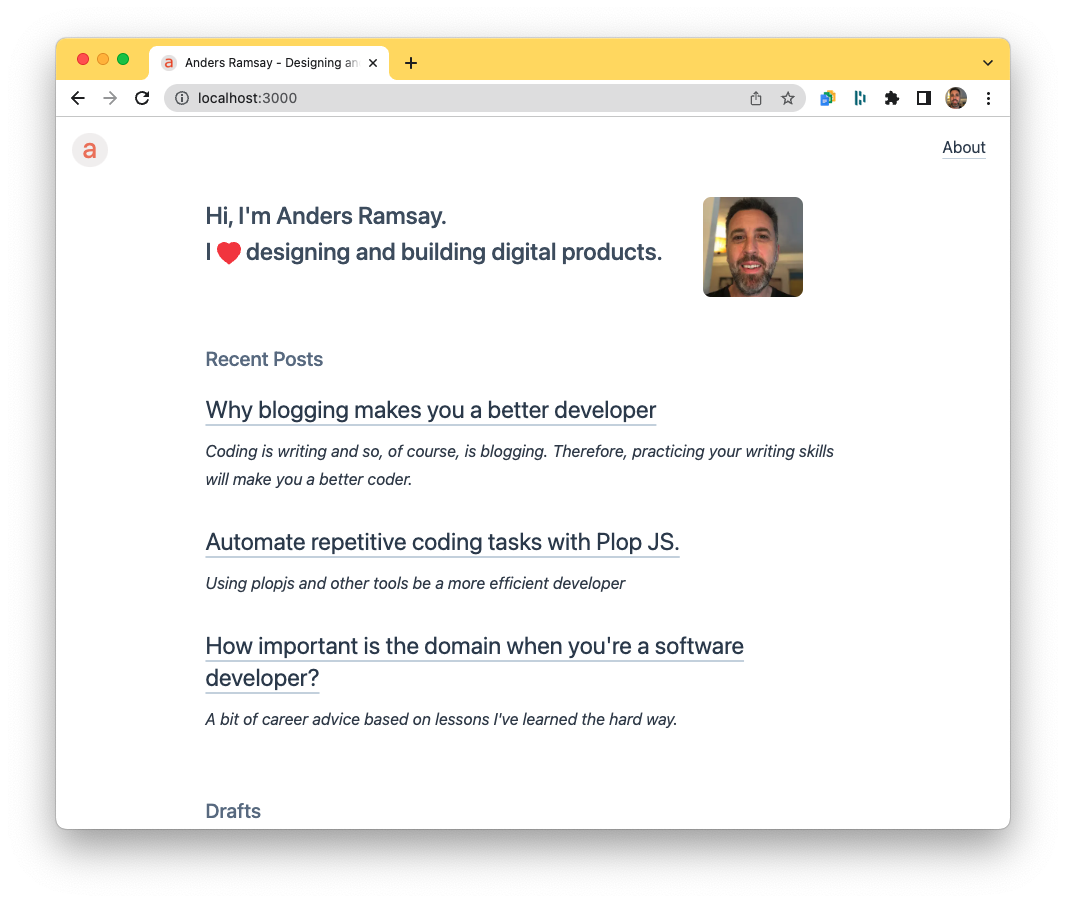 Anders Ramsay - Designing an
localhost:3000
a
About
Hi, I'm Anders Ramsay.
I ❤️ designing and building digital products.
Recent Posts
Why blogging makes you a better developer
Coding is writing and so, of course, is blogging. Therefore, practicing your writing skills
will make you a better coder.
Automate repetitive coding tasks with Plop JS.
Using plopjs and other tools be a more efficient developer
How important is the domain when you're a software
developer?
A bit of career advice based on lessons I've learned the hard way.
Drafts